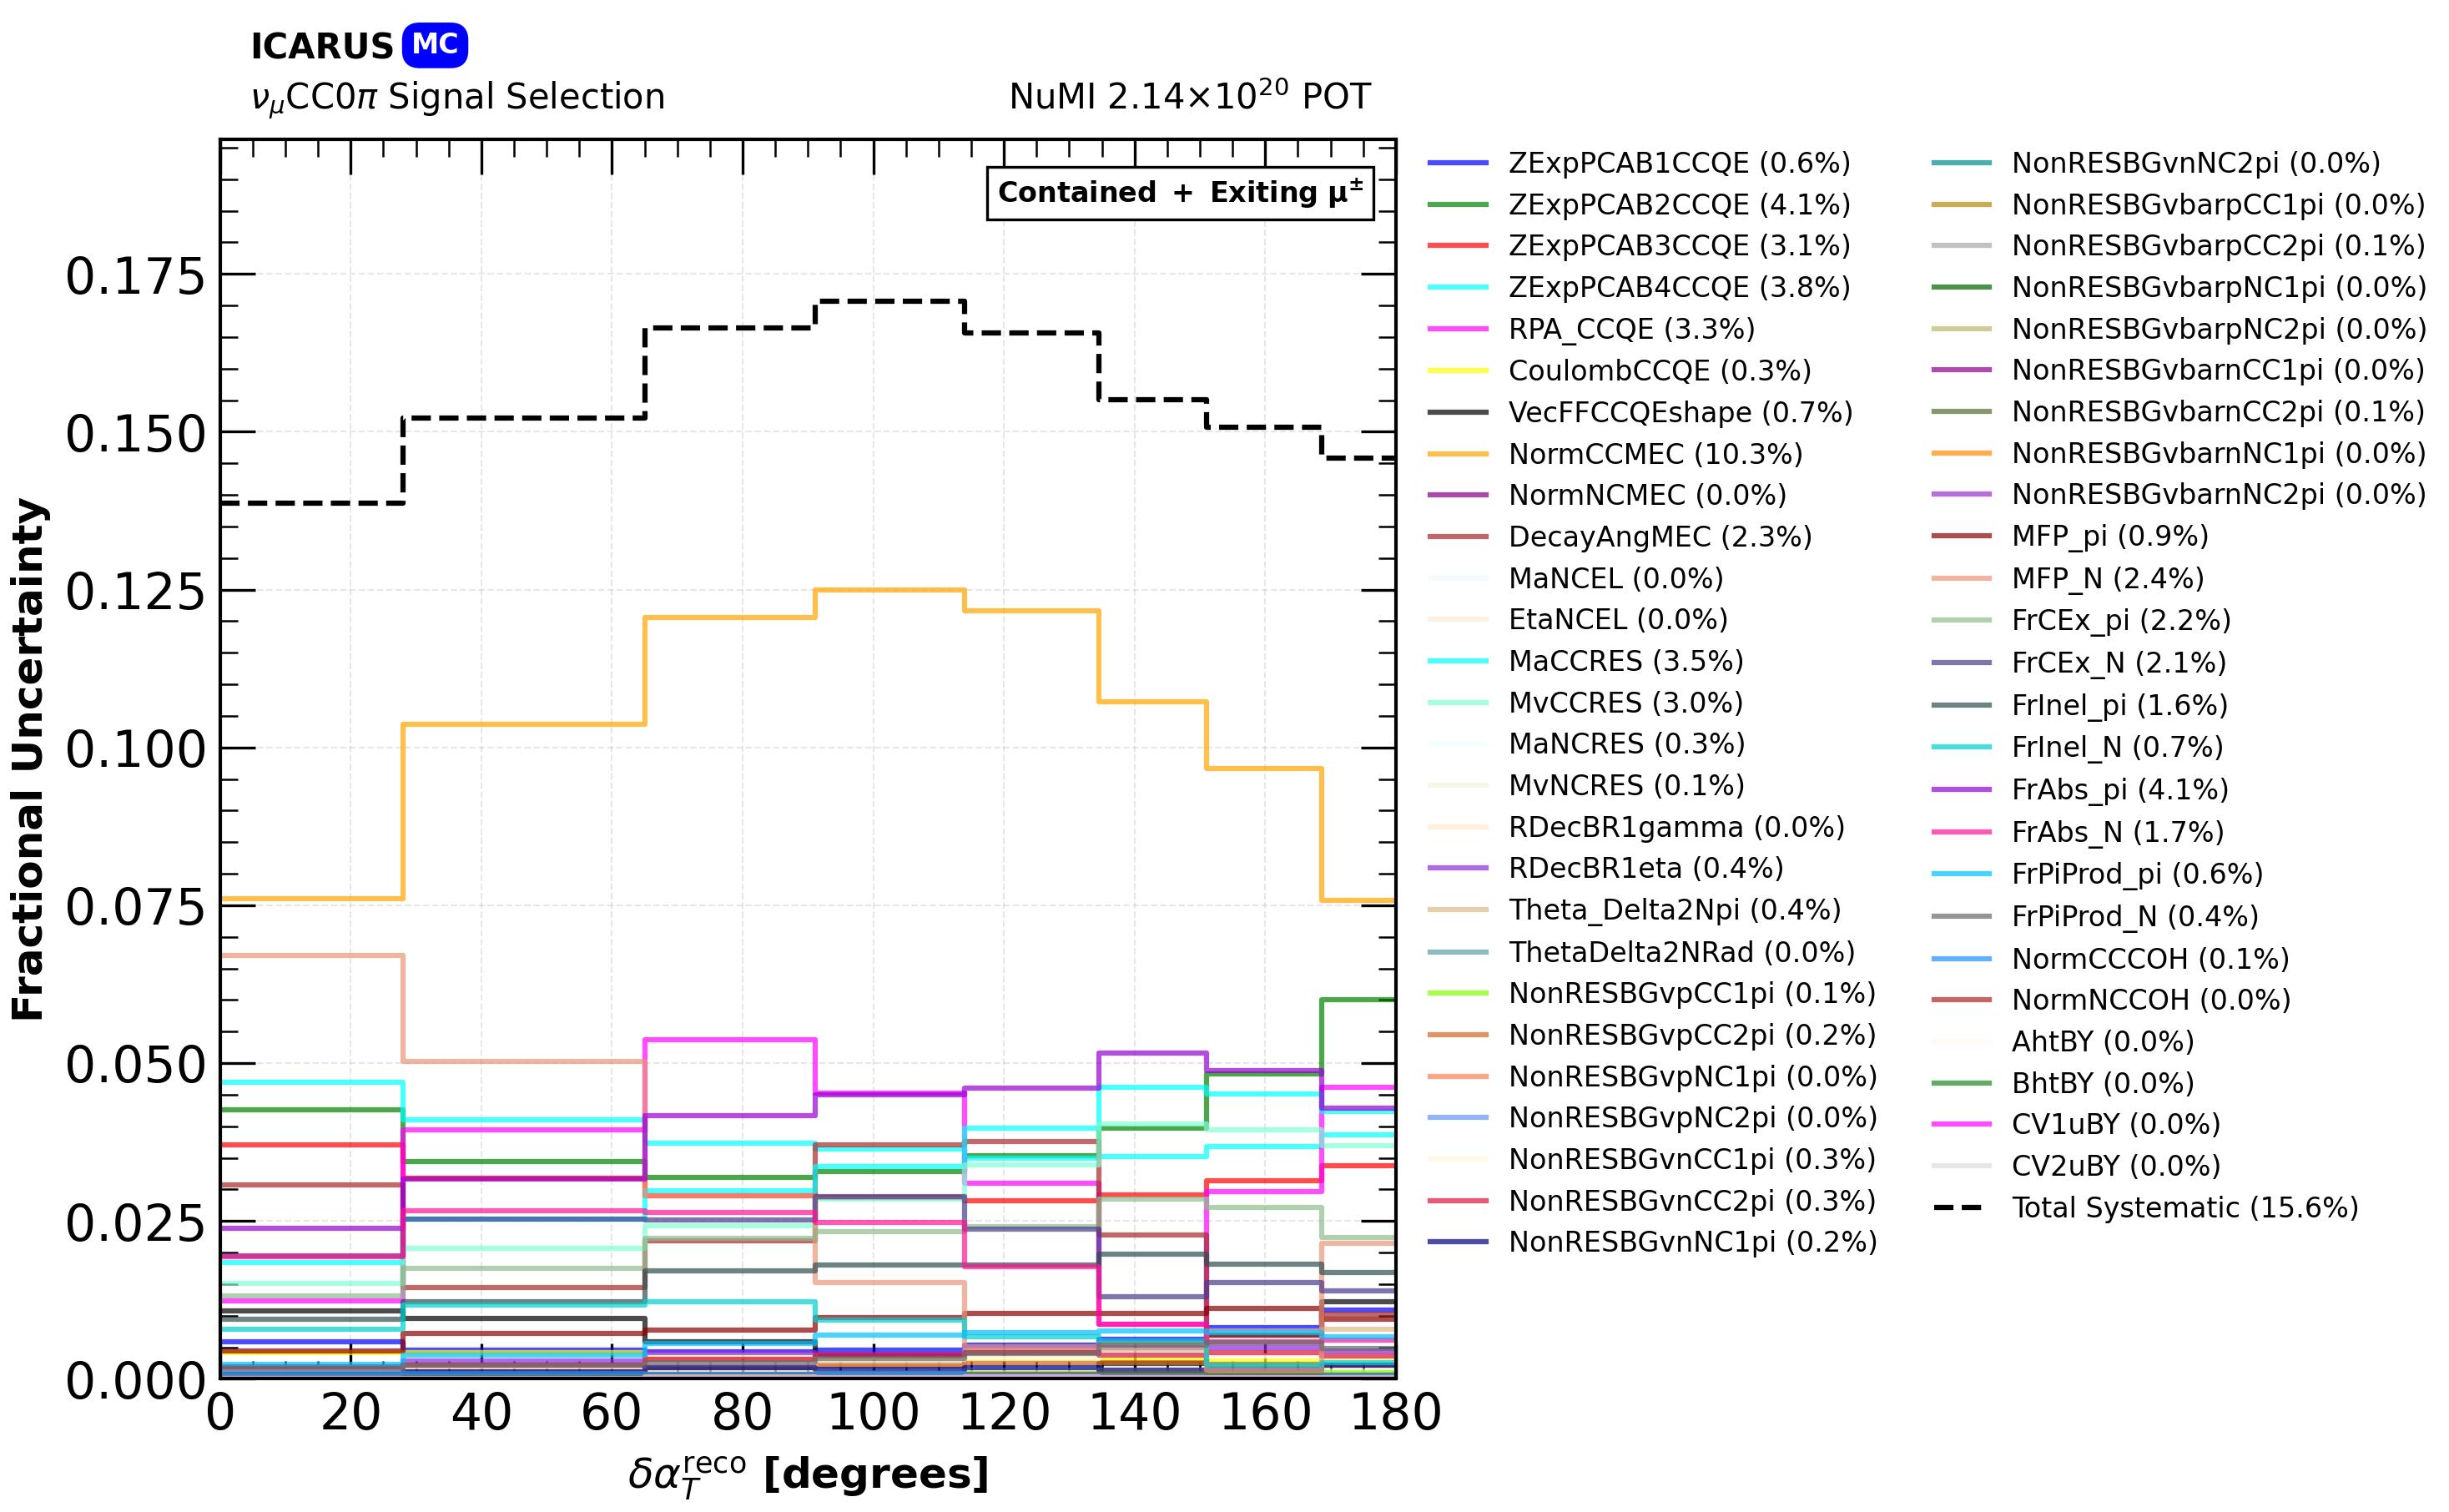 ICARUS MC
νμCC0π Signal Selection
NuMI 2.14×10^20 POT
Contained + Exiting μ±
Fractional Uncertainty
0.175
0.150
0.125
0.100
0.075
0.050
0.025
0.000
0 20 40 60 80 100 120 140 160 180
δα_T^reco [degrees]
ZExpPCAB1CCQE (0.6%)
ZExpPCAB2CCQE (4.1%)
ZExpPCAB3CCQE (3.1%)
ZExpPCAB4CCQE (3.8%)
RPA_CCQE (3.3%)
CoulombCCQE (0.3%)
VecFFCCQEshape (0.7%)
NormCCMEC (10.3%)
NormNCMEC (0.0%)
DecayAngMEC (2.3%)
MaNCEL (0.0%)
EtaNCEL (0.0%)
MaCCRES (3.5%)
MvCCRES (3.0%)
MaNCRES (0.3%)
MvNCRES (0.1%)
RDecBR1gamma (0.0%)
RDecBR1eta (0.4%)
Theta_Delta2Npi (0.4%)
ThetaDelta2NRad (0.0%)
NonRESBGvpCC1pi (0.1%)
NonRESBGvpCC2pi (0.2%)
NonRESBGvpNC1pi (0.0%)
NonRESBGvpNC2pi (0.0%)
NonRESBGvnCC1pi (0.3%)
NonRESBGvnCC2pi (0.3%)
NonRESBGvnNC1pi (0.2%)
NonRESBGvnNC2pi (0.0%)
NonRESBGvbarpCC1pi (0.0%)
NonRESBGvbarpCC2pi (0.1%)
NonRESBGvbarpNC1pi (0.0%)
NonRESBGvbarpNC2pi (0.0%)
NonRESBGvbarnCC1pi (0.0%)
NonRESBGvbarnCC2pi (0.1%)
NonRESBGvbarnNC1pi (0.0%)
NonRESBGvbarnNC2pi (0.0%)
MFP_pi (0.9%)
MFP_N (2.4%)
FrCEx_pi (2.2%)
FrCEx_N (2.1%)
FrInel_pi (1.6%)
FrInel_N (0.7%)
FrAbs_pi (4.1%)
FrAbs_N (1.7%)
FrPiProd_pi (0.6%)
FrPiProd_N (0.4%)
NormCCCOH (0.1%)
NormNCCOH (0.0%)
AhtBY (0.0%)
BhtBY (0.0%)
CV1uBY (0.0%)
CV2uBY (0.0%)
Total Systematic (15.6%)